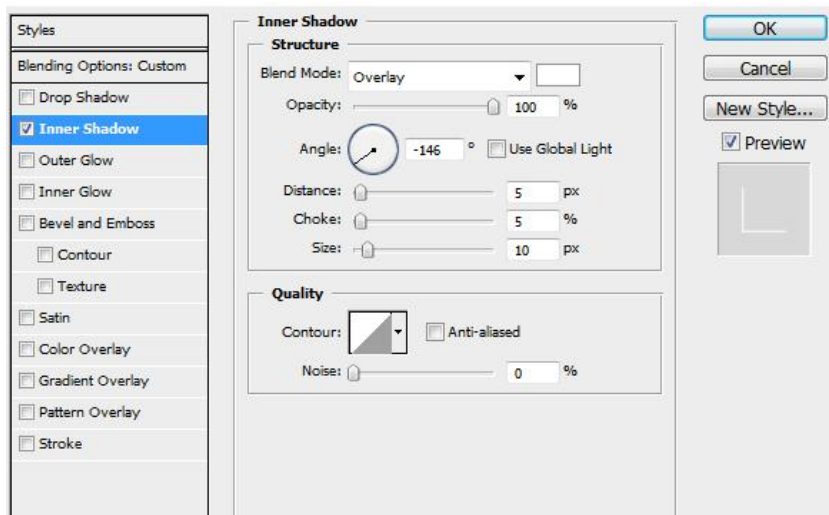 Styles
Blending Options: Custom
Drop Shadow
Inner Shadow
Outer Glow
Inner Glow
Bevel and Emboss
Contour
Texture
Satin
Color Overlay
Gradient Overlay
Pattern Overlay
Stroke
Inner Shadow
Structure
Blend Mode: Overlay
Opacity: 100 %
Angle: -146 ° Use Global Light
Distance: 5 px
Choke: 5 %
Size: 10 px
Quality
Contour: Anti-aliased
Noise: 0 %
OK
Cancel
New Style...
Preview